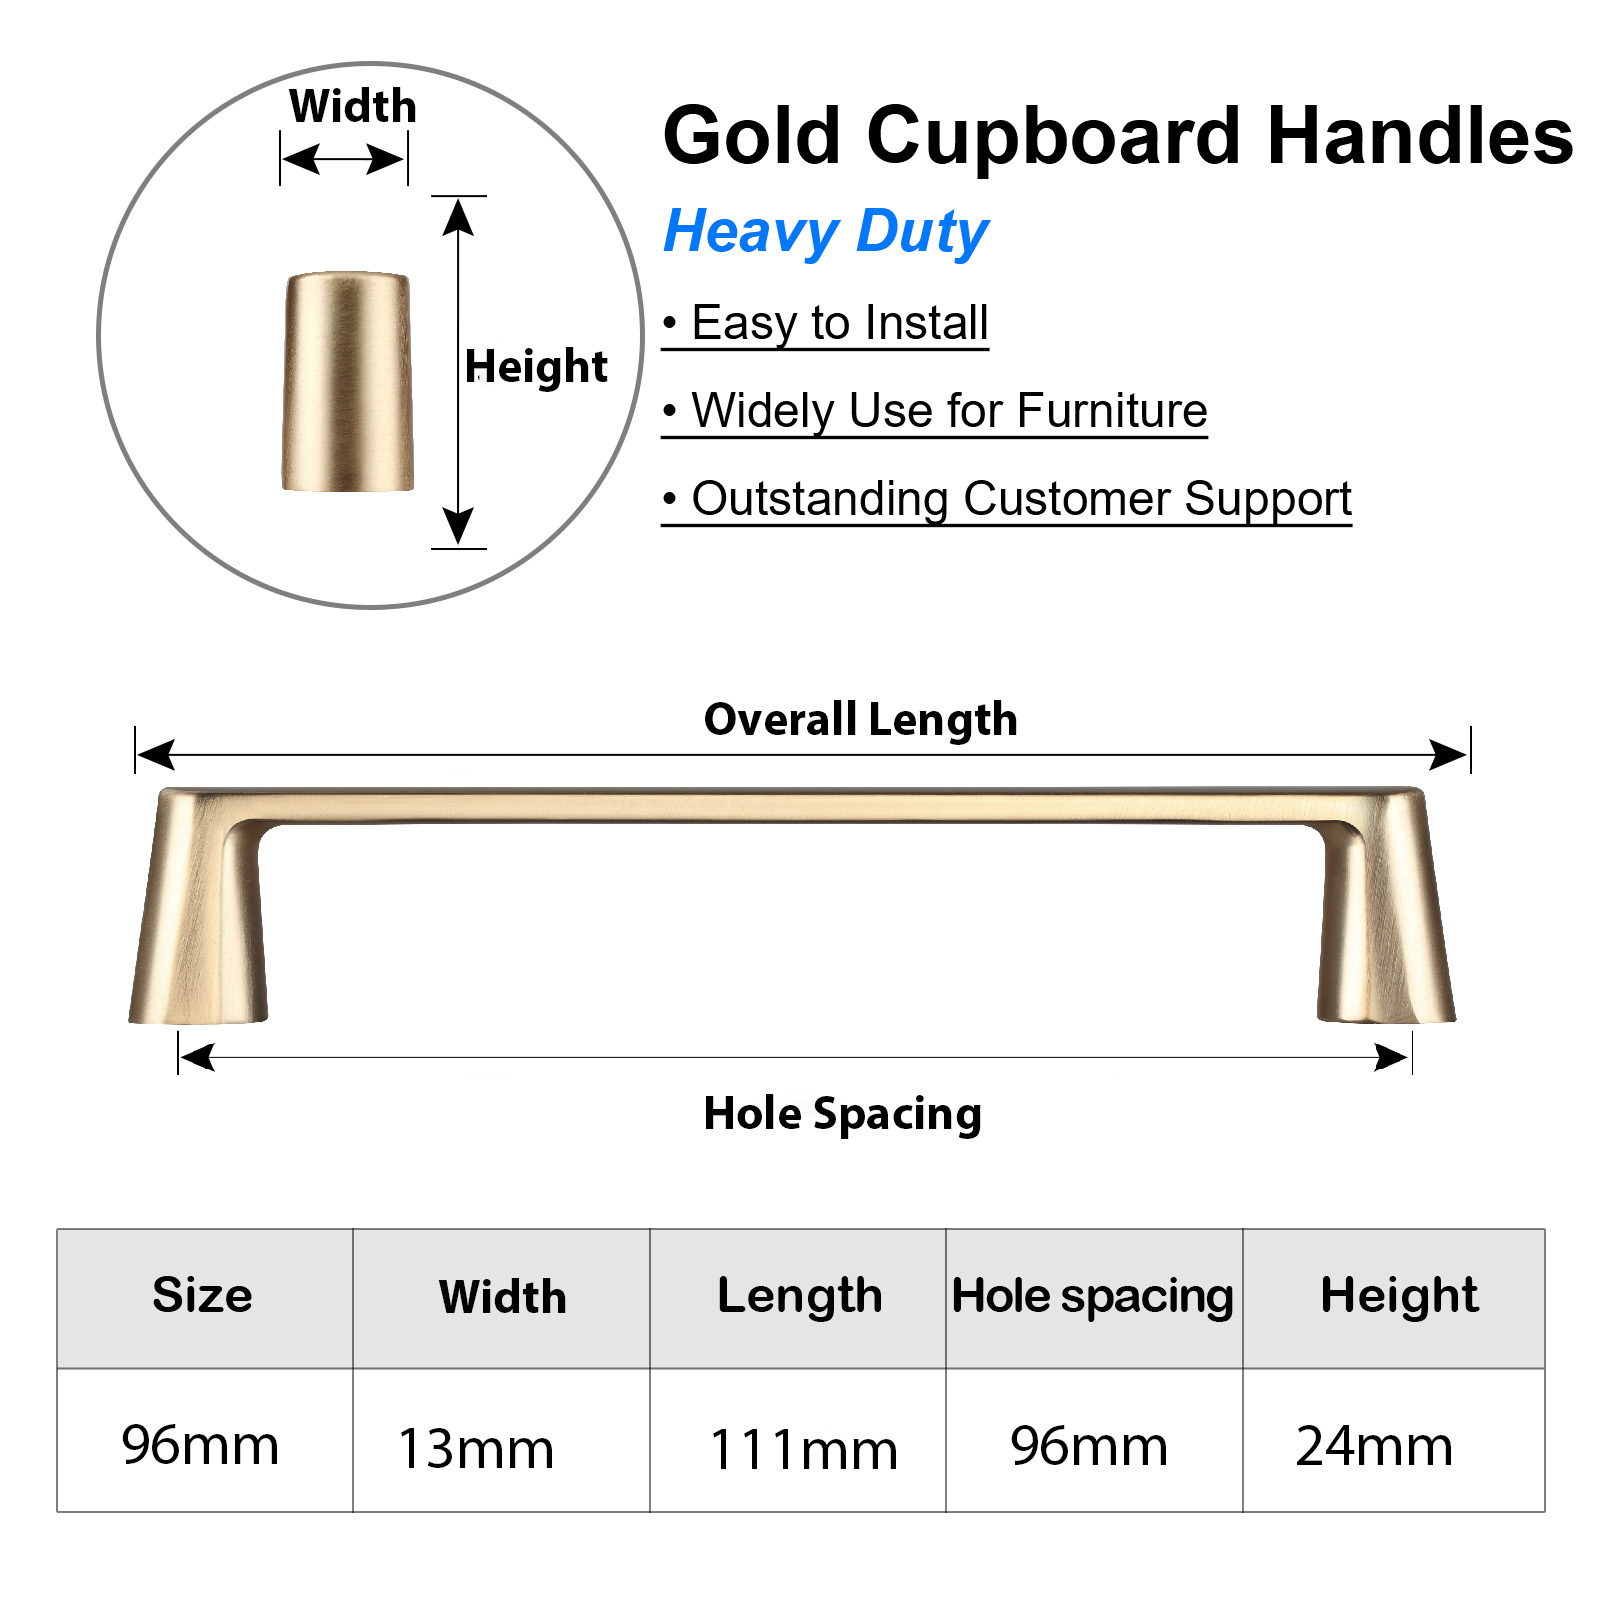 Width
Height
Gold Cupboard Handles
Heavy Duty
• Easy to Install
• Widely Use for Furniture
• Outstanding Customer Support
Overall Length
Hole Spacing
Size Width Length Hole spacing Height
96mm 13mm 111mm 96mm 24mm